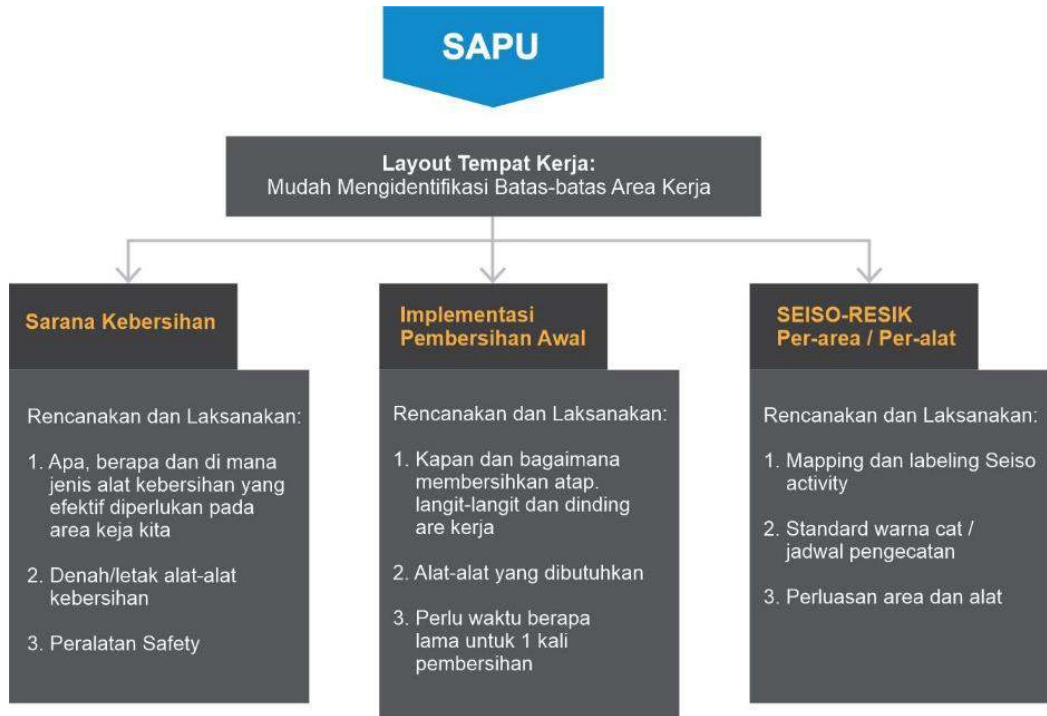 SAPU
Layout Tempat Kerja:
Mudah Mengidentifikasi Batas-batas Area Kerja
Sarana Kebersihan
Rencanakan dan Laksanakan:
1. Apa, berapa dan di mana
jenis alat kebersihan yang
efektif diperlukan pada
area keja kita
2. Denah/letak alat-alat
kebersihan
3. Peralatan Safety
Implementasi
Pembersihan Awal
Rencanakan dan Laksanakan:
1. Kapan dan bagaimana
membersihkan atap.
langit-langit dan dinding
are kerja
2. Alat-alat yang dibutuhkan
3. Perlu waktu berapa
lama untuk 1 kali
pembersihan
SEISO-RESIK
Per-area / Per-alat
Rencanakan dan Laksanakan:
1. Mapping dan labeling Seiso
activity
2. Standard warna cat /
jadwal pengecatan
3. Perluasan area dan alat